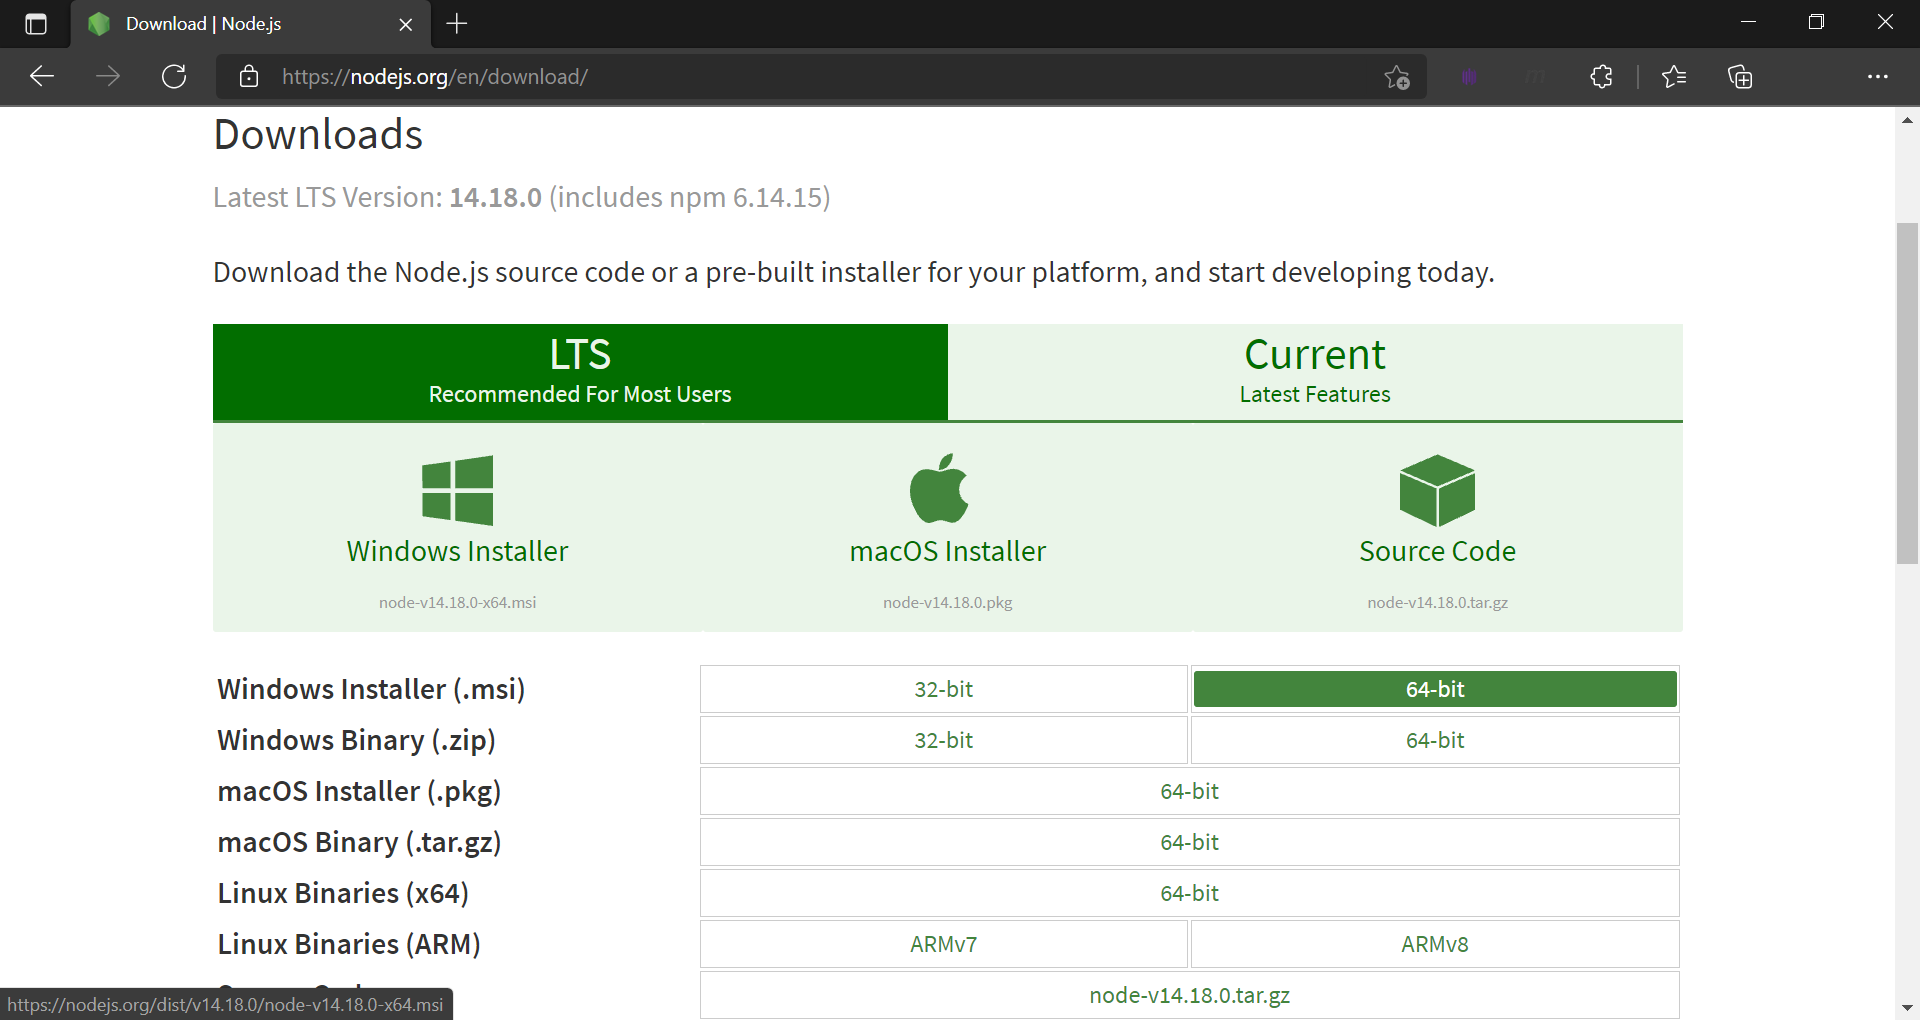 Download | Node.js
https://nodejs.org/en/download/
Downloads
Latest LTS Version: 14.18.0 (includes npm 6.14.15)
Download the Node.js source code or a pre-built installer for your platform, and start developing today.
LTS
Recommended For Most Users
Current
Latest Features
Windows Installer
node-v14.18.0-x64.msi
macOS Installer
node-v14.18.0.pkg
Source Code
node-v14.18.0.tar.gz
Windows Installer (.msi) 32-bit 64-bit
Windows Binary (.zip) 32-bit 64-bit
macOS Installer (.pkg) 64-bit
macOS Binary (.tar.gz) 64-bit
Linux Binaries (x64) 64-bit
Linux Binaries (ARM) ARMv7 ARMv8
node-v14.18.0.tar.gz
https://nodejs.org/dist/v14.18.0/node-v14.18.0-x64.msi